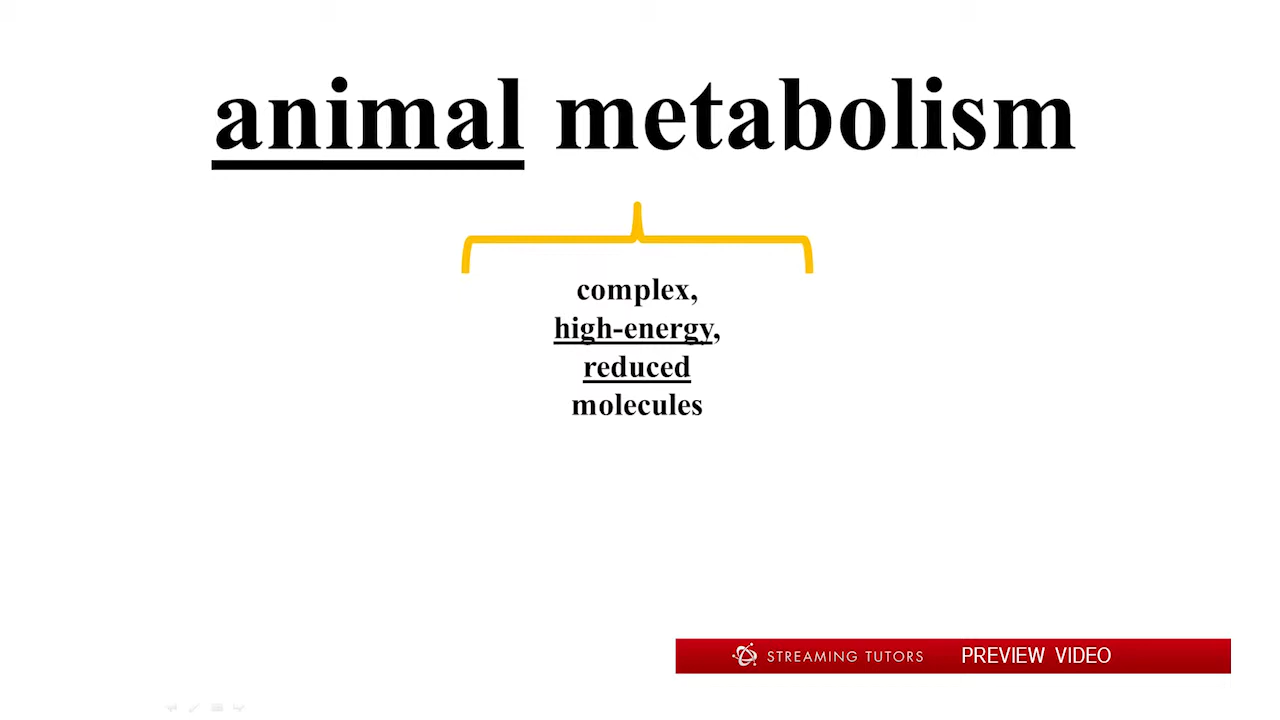 animal metabolism
complex,
high-energy,
reduced
molecules
STREAMING TUTORS PREVIEW VIDEO